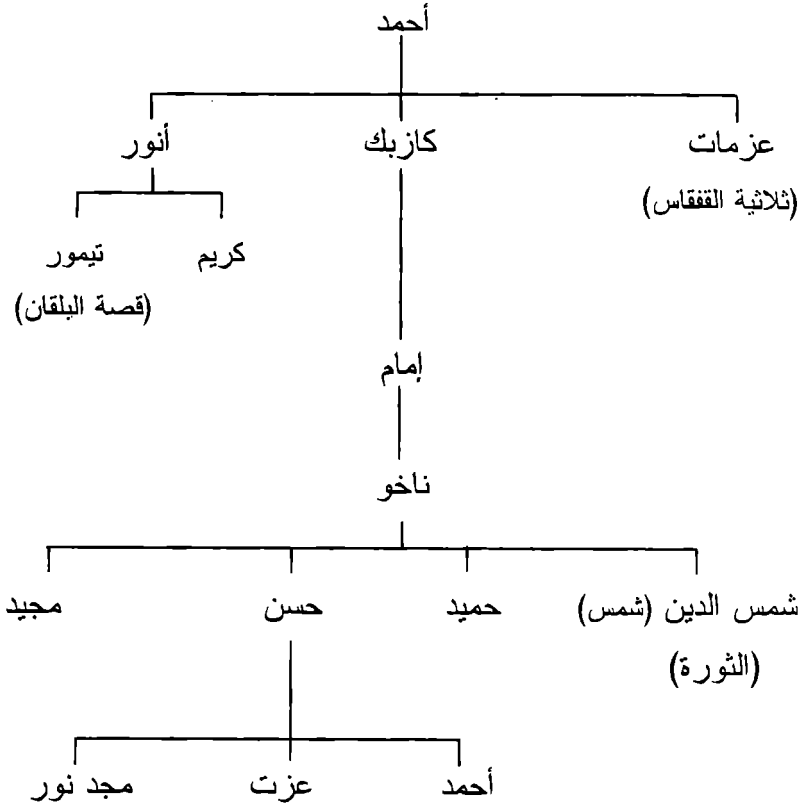 أحمد
عزمات كازبك أنور
(ثلاثية القفقاس)
كريم تيمور
(قصة البلقان)
إمام
ناخو
شمس الدين (شمس) حميد حسن مجيد
(الثورة)
أحمد عزت مجد نور